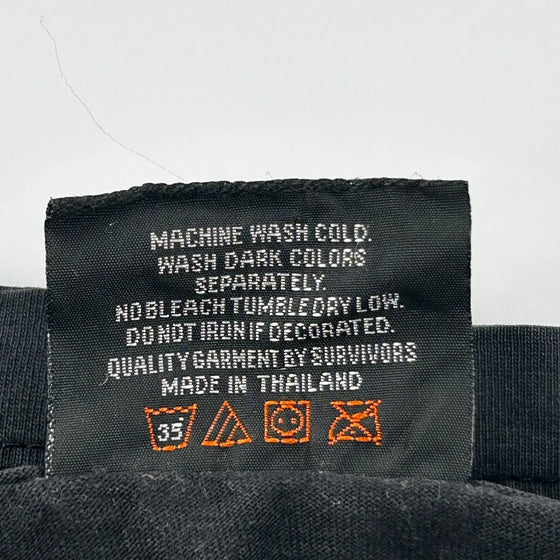 MACHINE WASH COLD.
WASH DARK COLORS
SEPARATELY.
NO BLEACH TUMBLE DRY LOW.
DO NOT IRON IF DECORATED.
QUALITY GARMENT BY SURVIVORS
MADE IN THAILAND
35